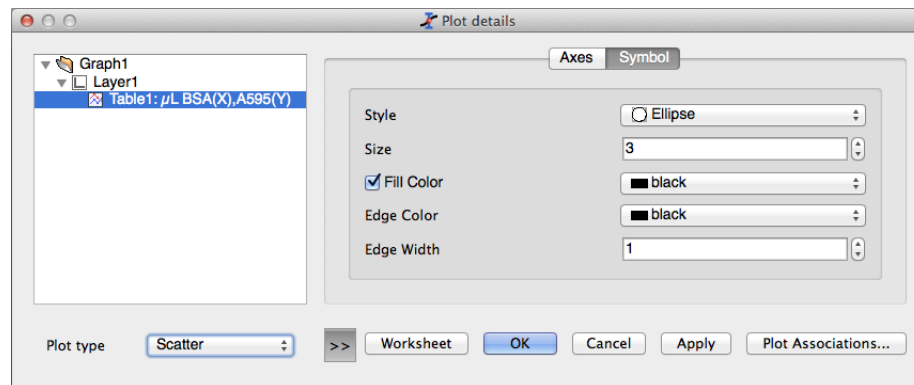 Plot details
Graph1
Layer1
Table1: µL BSA(X),A595(Y)
Axes Symbol
Style Ellipse
Size 3
Fill Color black
Edge Color black
Edge Width 1
Plot type Scatter >> Worksheet OK Cancel Apply Plot Associations...